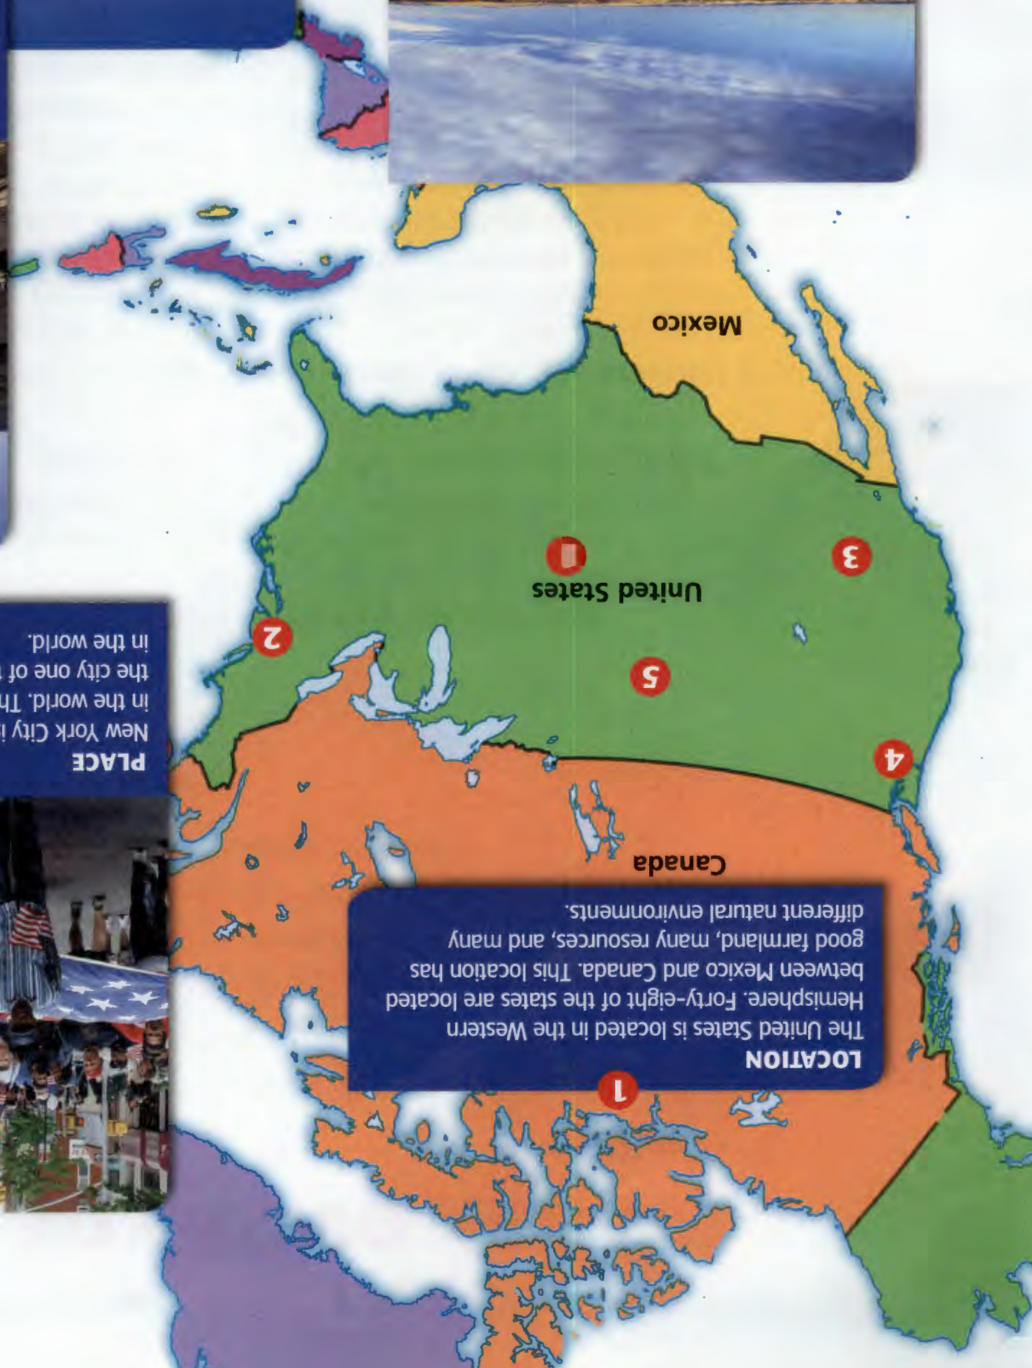 1
LOCATION
The United States is located in the Western
Hemisphere. Forty-eight of the states are located
between Mexico and Canada. This location has
good farmland, many resources, and many
different natural environments.
Canada
4
PLACE
New York City i
in the world. Th
the city one of
in the world.
5
2
United States
3
Mexico